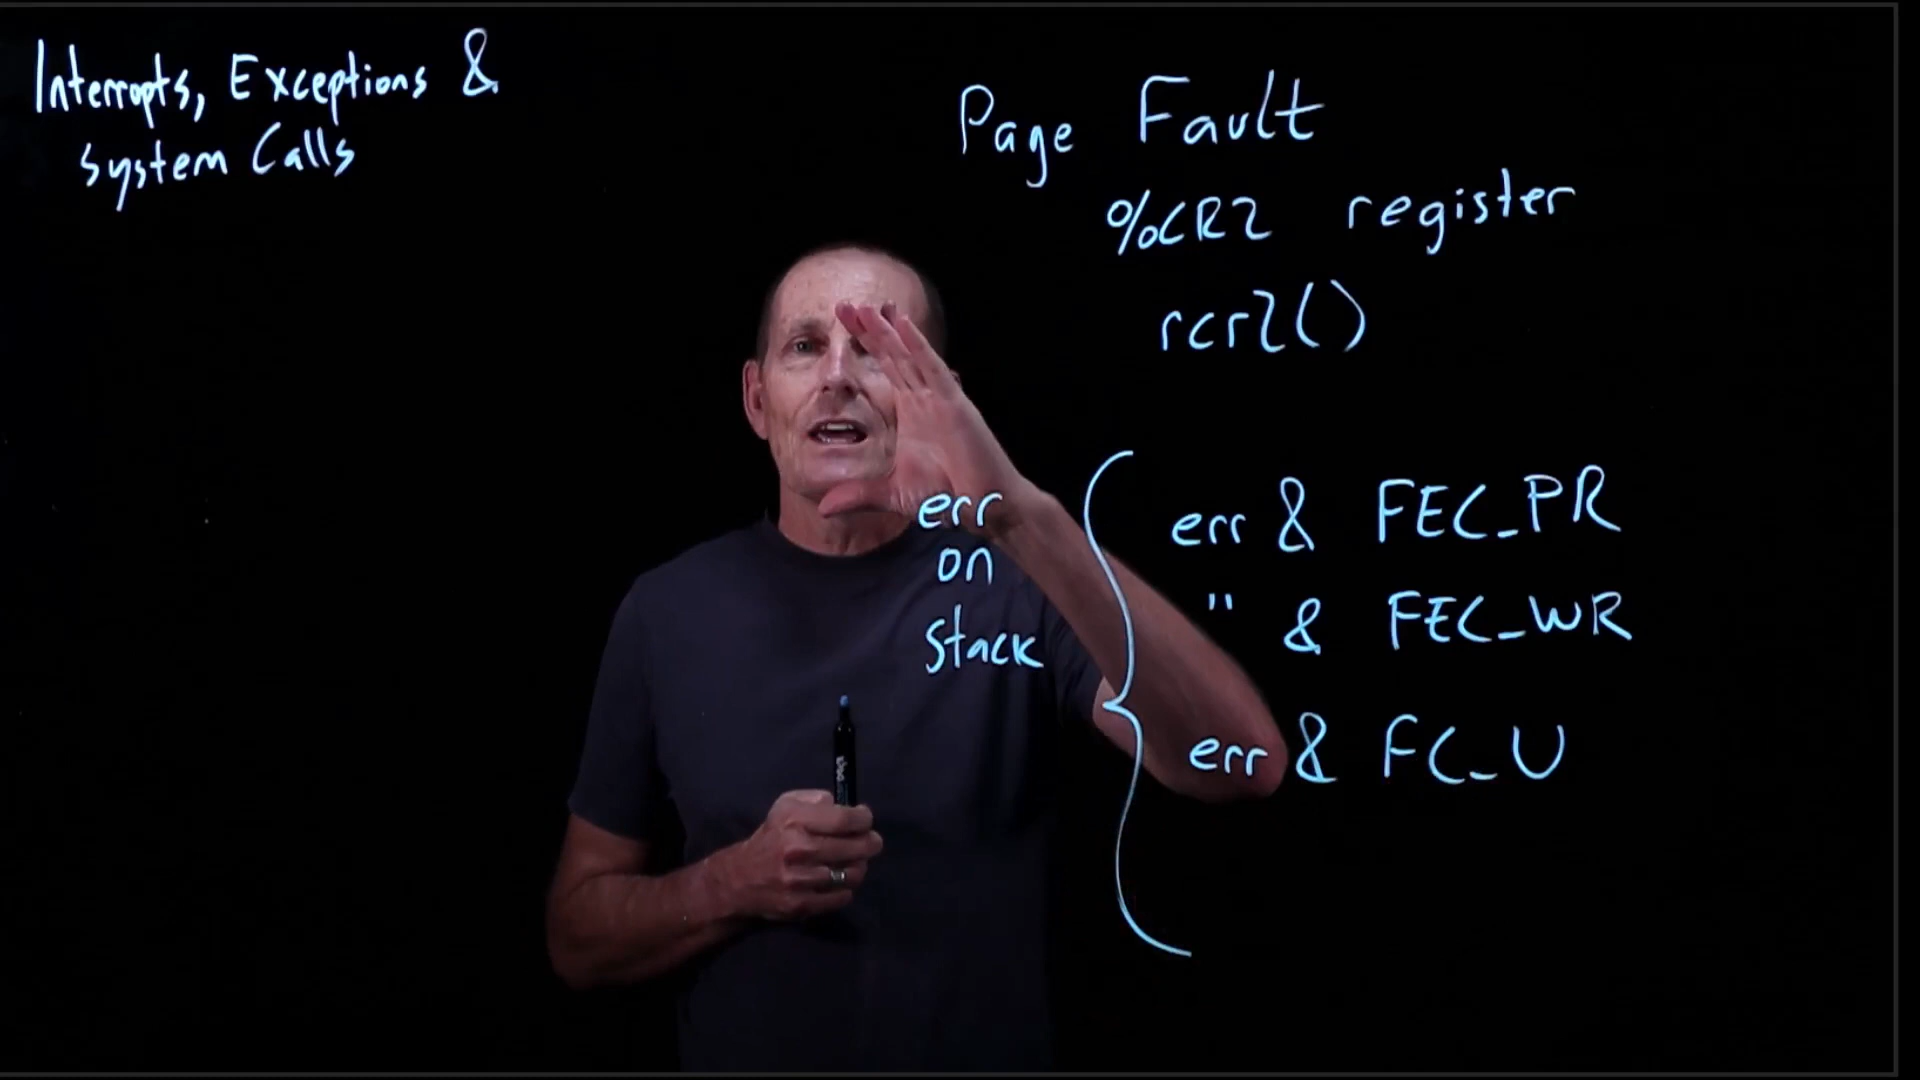 Interrupts, Exceptions &
System Calls
Page Fault
%CR2 register
rcr2()
err
on
stack
err & FEC_PR
" & FEC_WR
err & FC_U